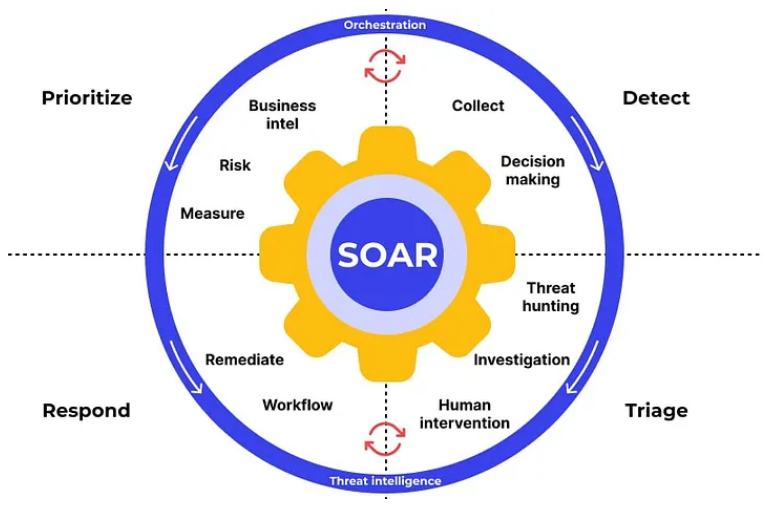 Orchestration
Prioritize
Detect
Business
intel
Collect
Risk
Decision
making
Measure
SOAR
Threat
hunting
Remediate
Investigation
Workflow
Human
intervention
Respond
Triage
Threat intelligence